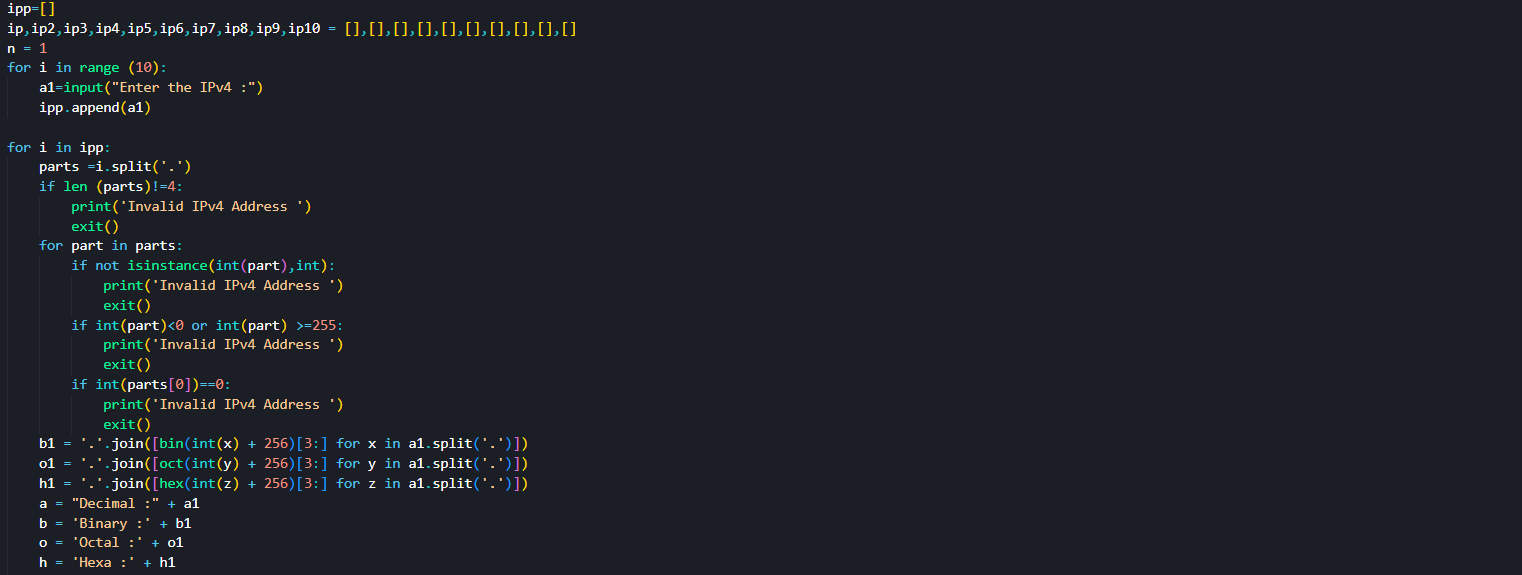 ipp=[]
ip,ip2,ip3,ip4,ip5,ip6,ip7,ip8,ip9,ip10 = [],[],[],[],[],[],[],[],[],[]
n = 1
for i in range (10):
    a1=input("Enter the IPv4 :")
    ipp.append(a1)

for i in ipp:
    parts =i.split('.')
    if len (parts)!=4:
        print('Invalid IPv4 Address ')
        exit()
    for part in parts:
        if not isinstance(int(part),int):
            print('Invalid IPv4 Address ')
            exit()
        if int(part)<0 or int(part) >=255:
            print('Invalid IPv4 Address ')
            exit()
        if int(parts[0])==0:
            print('Invalid IPv4 Address ')
            exit()
    b1 = '.'.join([bin(int(x) + 256)[3:] for x in a1.split('.')])
    o1 = '.'.join([oct(int(y) + 256)[3:] for y in a1.split('.')])
    h1 = '.'.join([hex(int(z) + 256)[3:] for z in a1.split('.')])
    a = "Decimal :" + a1
    b = 'Binary :' + b1
    o = 'Octal :' + o1
    h = 'Hexa :' + h1